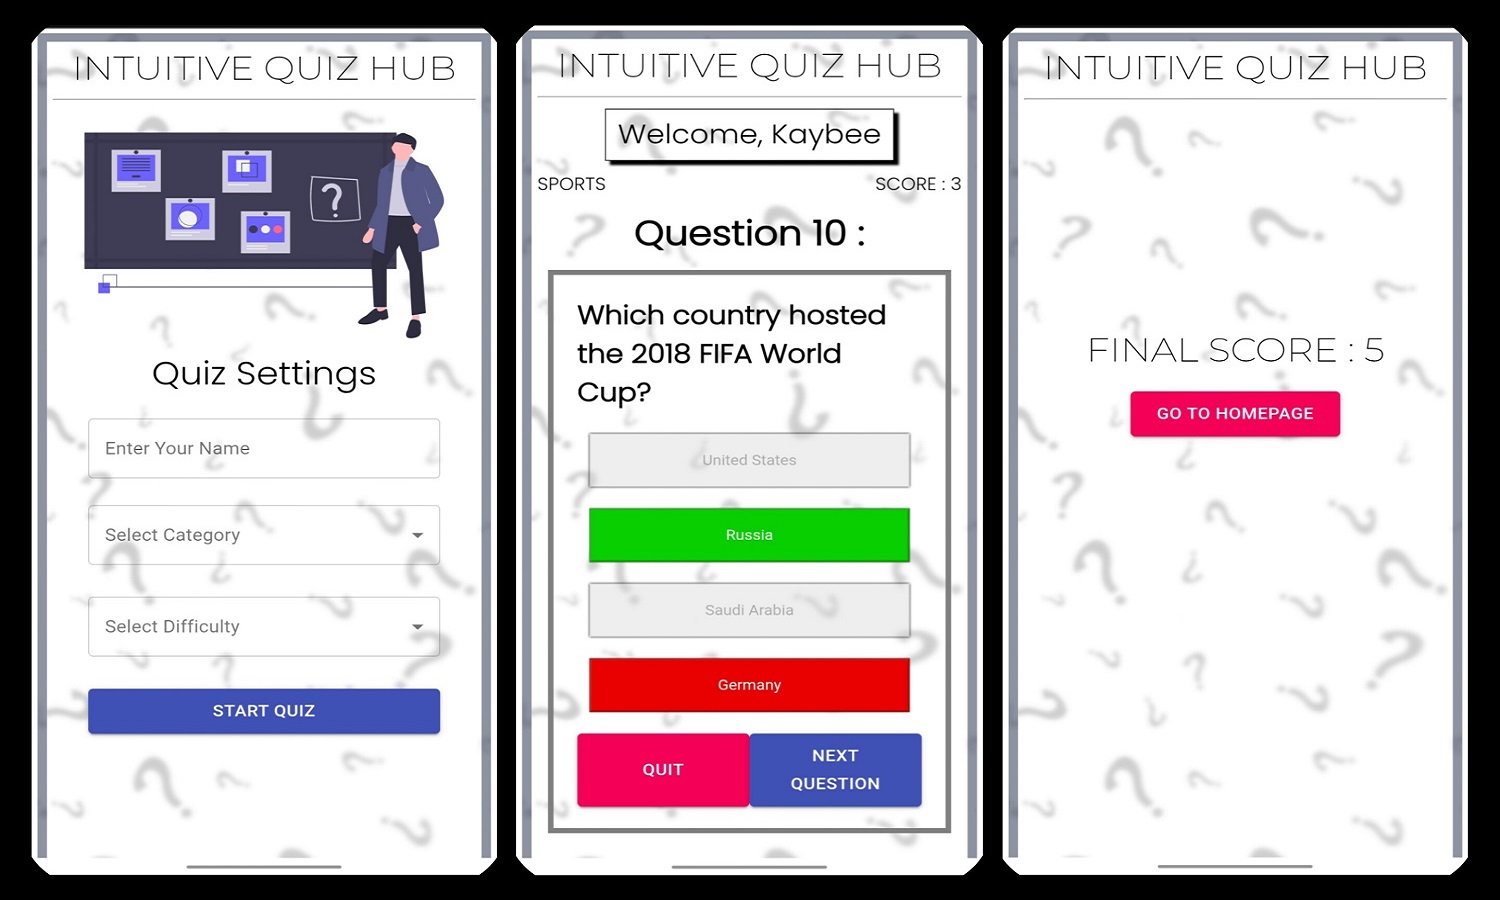 INTUITIVE QUIZ HUB
?
Quiz Settings
Enter Your Name
Select Category
Select Difficulty
START QUIZ
INTUITIVE QUIZ HUB
Welcome, Kaybee
SPORTS
SCORE : 3
Question 10 :
Which country hosted
the 2018 FIFA World
Cup?
United States
Russia
Saudi Arabia
Germany
QUIT
NEXT
QUESTION
INTUITIVE QUIZ HUB
FINAL SCORE : 5
GO TO HOMEPAGE